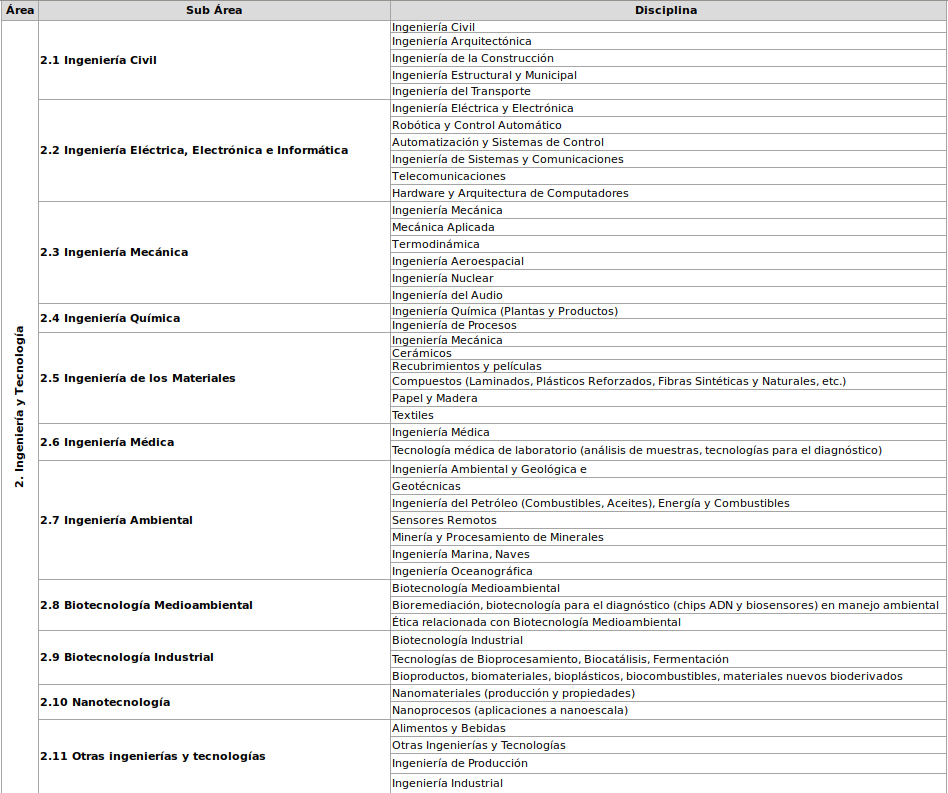 Área Sub Área Disciplina
2. Ingeniería y Tecnología
2.1 Ingeniería Civil
Ingeniería Civil
Ingeniería Arquitectónica
Ingeniería de la Construcción
Ingeniería Estructural y Municipal
Ingeniería del Transporte
2.2 Ingeniería Eléctrica, Electrónica e Informática
Ingeniería Eléctrica y Electrónica
Robótica y Control Automático
Automatización y Sistemas de Control
Ingeniería de Sistemas y Comunicaciones
Telecomunicaciones
Hardware y Arquitectura de Computadores
2.3 Ingeniería Mecánica
Ingeniería Mecánica
Mecánica Aplicada
Termodinámica
Ingeniería Aeroespacial
Ingeniería Nuclear
Ingeniería del Audio
2.4 Ingeniería Química
Ingeniería Química (Plantas y Productos)
Ingeniería de Procesos
2.5 Ingeniería de los Materiales
Ingeniería Mecánica
Cerámicos
Recubrimientos y películas
Compuestos (Laminados, Plásticos Reforzados, Fibras Sintéticas y Naturales, etc.)
Papel y Madera
Textiles
2.6 Ingeniería Médica
Ingeniería Médica
Tecnología médica de laboratorio (análisis de muestras, tecnologías para el diagnóstico)
2.7 Ingeniería Ambiental
Ingeniería Ambiental y Geológica e
Geotécnicas
Ingeniería del Petróleo (Combustibles, Aceites), Energía y Combustibles
Sensores Remotos
Minería y Procesamiento de Minerales
Ingeniería Marina, Naves
Ingeniería Oceanográfica
2.8 Biotecnología Medioambiental
Biotecnología Medioambiental
Bioremediación, biotecnología para el diagnóstico (chips ADN y biosensores) en manejo ambiental
Ética relacionada con Biotecnología Medioambiental
2.9 Biotecnología Industrial
Biotecnología Industrial
Tecnologías de Bioprocesamiento, Biocatálisis, Fermentación
Bioproductos, biomateriales, bioplásticos, biocombustibles, materiales nuevos bioderivados
2.10 Nanotecnología
Nanomateriales (producción y propiedades)
Nanoprocesos (aplicaciones a nanoescala)
2.11 Otras ingenierías y tecnologías
Alimentos y Bebidas
Otras Ingenierías y Tecnologías
Ingeniería de Producción
Ingeniería Industrial